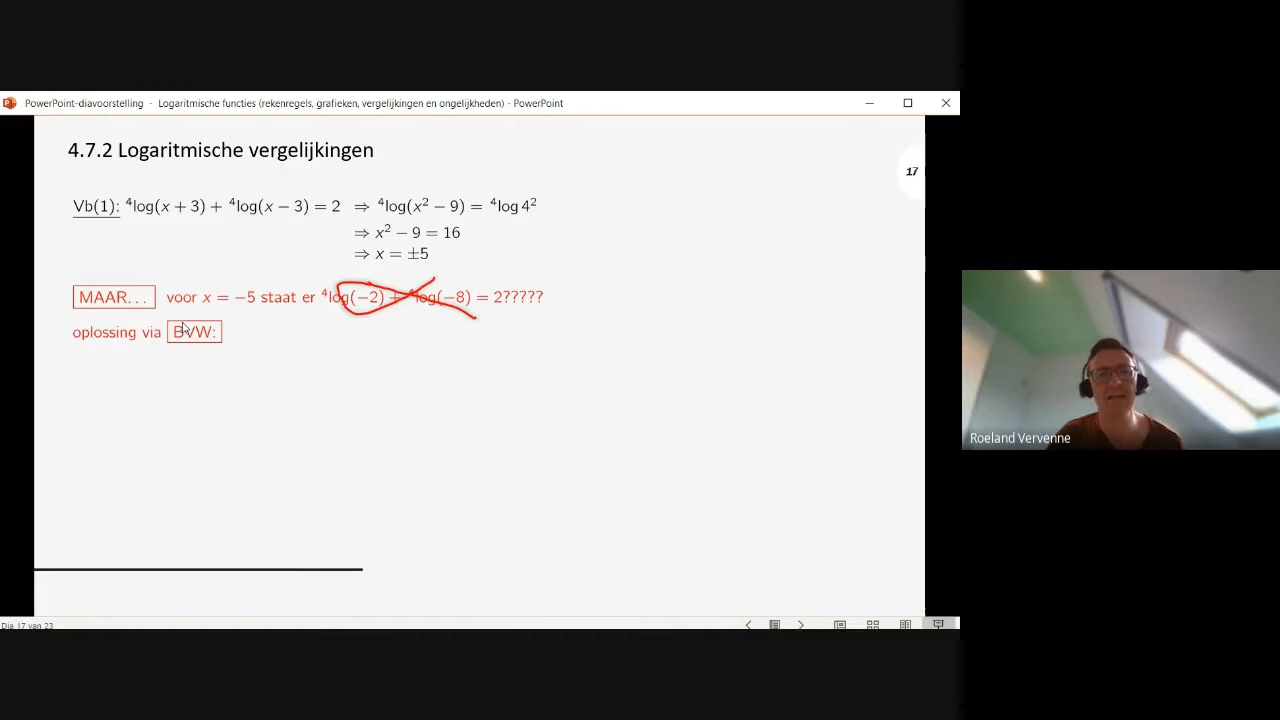 PowerPoint-diavoorstelling - Logaritmische functies (rekenregels, grafieken, vergelijkingen en ongelijkheden) - PowerPoint
4.7.2 Logaritmische vergelijkingen
17
Vb(1): ⁴log(x + 3) + ⁴log(x − 3) = 2 ⇒ ⁴log(x² − 9) = ⁴log 4²
⇒ x² − 9 = 16
⇒ x = ±5
MAAR... voor x = −5 staat er ⁴log(−2) + ⁴log(−8) = 2?????
oplossing via BVW:
Roeland Vervenne
Dia 17 van 23